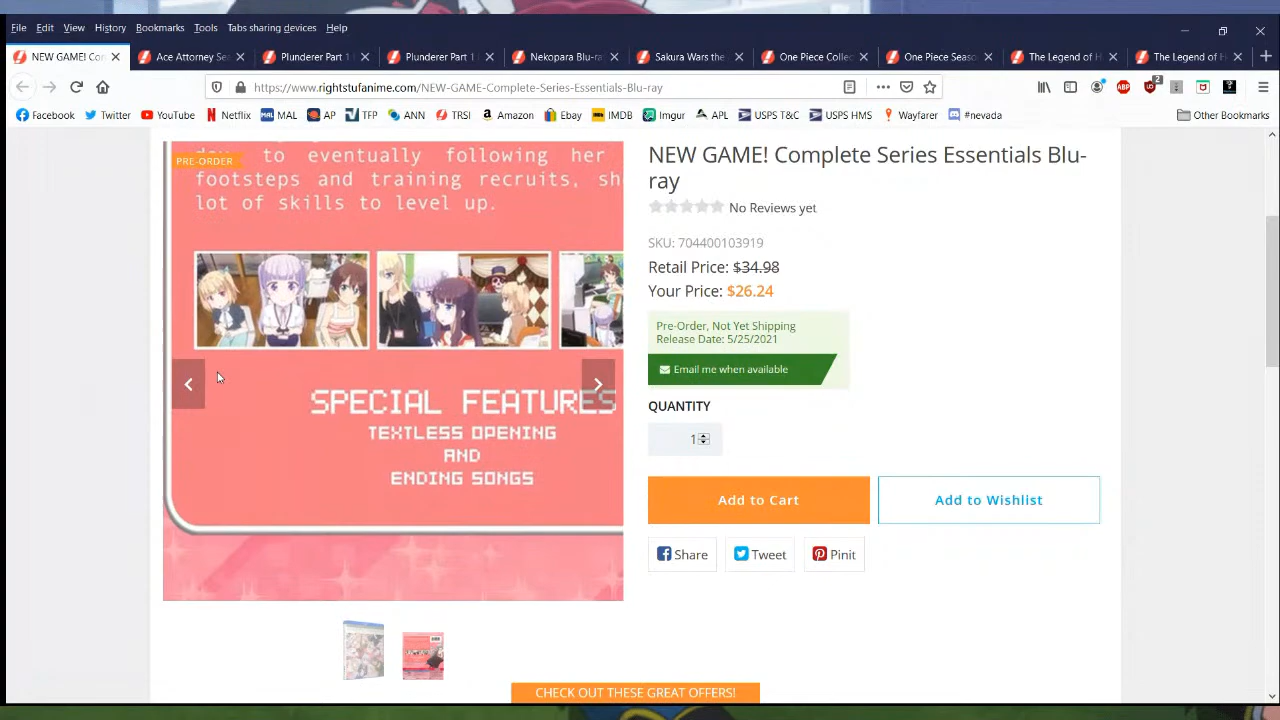 File Edit View History Bookmarks Tools Tabs sharing devices Help
NEW GAME! Con Ace Attorney Sea Plunderer Part 1 Plunderer Part 1 Nekopara Blu-ra Sakura Wars the One Piece Collec One Piece Season The Legend of H The Legend of H
https://www.rightstufanime.com/NEW-GAME-Complete-Series-Essentials-Blu-ray
2
Facebook Twitter YouTube Netflix MAL MAL AP TFP ANN TRSI Amazon Ebay IMDB Imgur APL USPS T&C USPS HMS Wayfarer #nevada Other Bookmarks
PRE-ORDER
to eventually following her
footsteps and training recruits, sh
lot of skills to level up.
SPECIAL FEATURES
TEXTLESS OPENING
AND
ENDING SONGS
NEW GAME! Complete Series Essentials Blu-
ray
No Reviews yet
SKU: 704400103919
Retail Price: $34.98
Your Price: $26.24
Pre-Order, Not Yet Shipping
Release Date: 5/25/2021
Email me when available
QUANTITY
1
Add to Cart Add to Wishlist
Share Tweet Pinit
CHECK OUT THESE GREAT OFFERS!